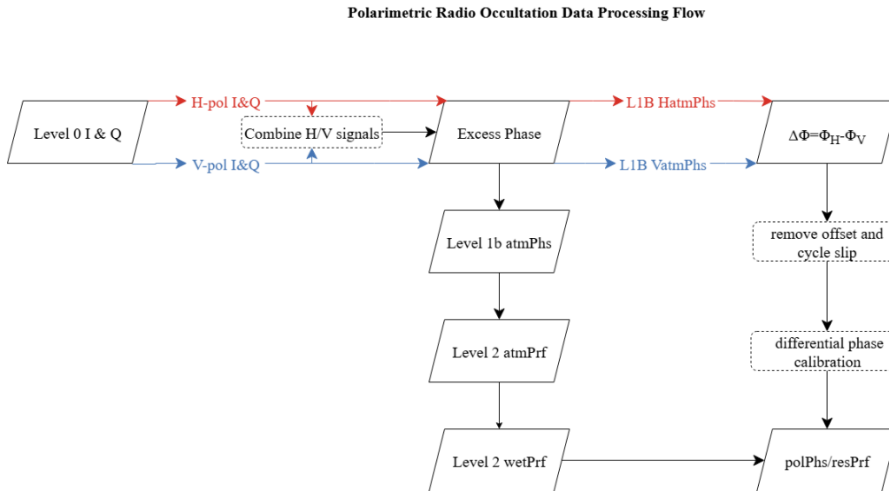 Polarimetric Radio Occultation Data Processing Flow
H-pol I&Q
L1B HatmPhs
Level 0 I & Q
Combine H/V signals
Excess Phase
ΔΦ=Φ_H-Φ_V
V-pol I&Q
L1B VatmPhs
Level 1b atmPhs
remove offset and
cycle slip
Level 2 atmPrf
differential phase
calibration
Level 2 wetPrf
polPhs/resPrf